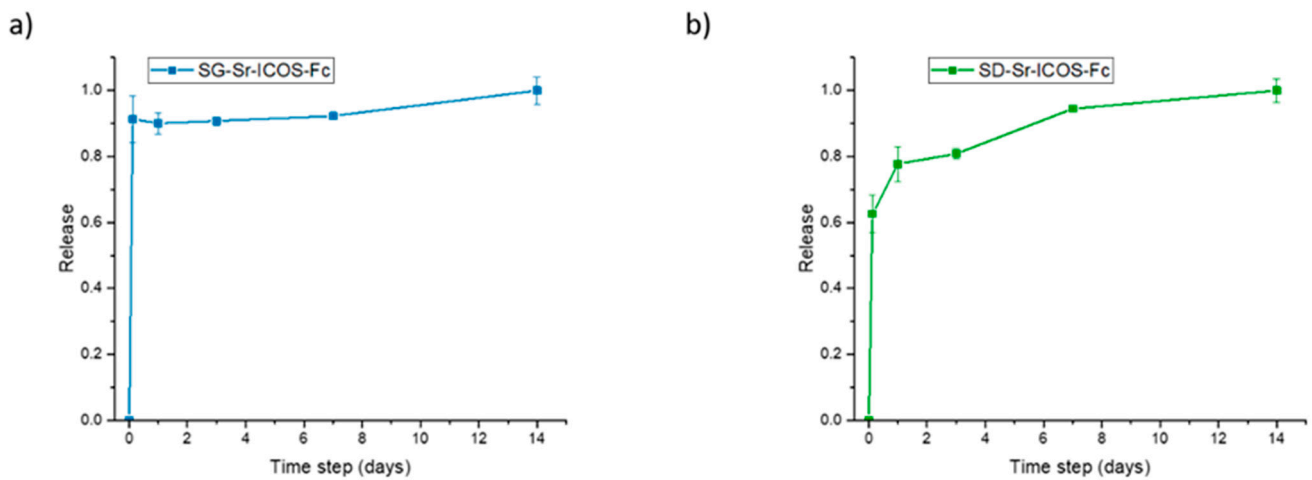 a)
SG-Sr-ICOS-Fc
1.0
0.8
0.6
0.4
0.2
0.0
Release
0 2 4 6 8 10 12 14
Time step (days)
b)
SD-Sr-ICOS-Fc
1.0
0.8
0.6
0.4
0.2
0.0
Release
0 2 4 6 8 10 12 14
Time step (days)